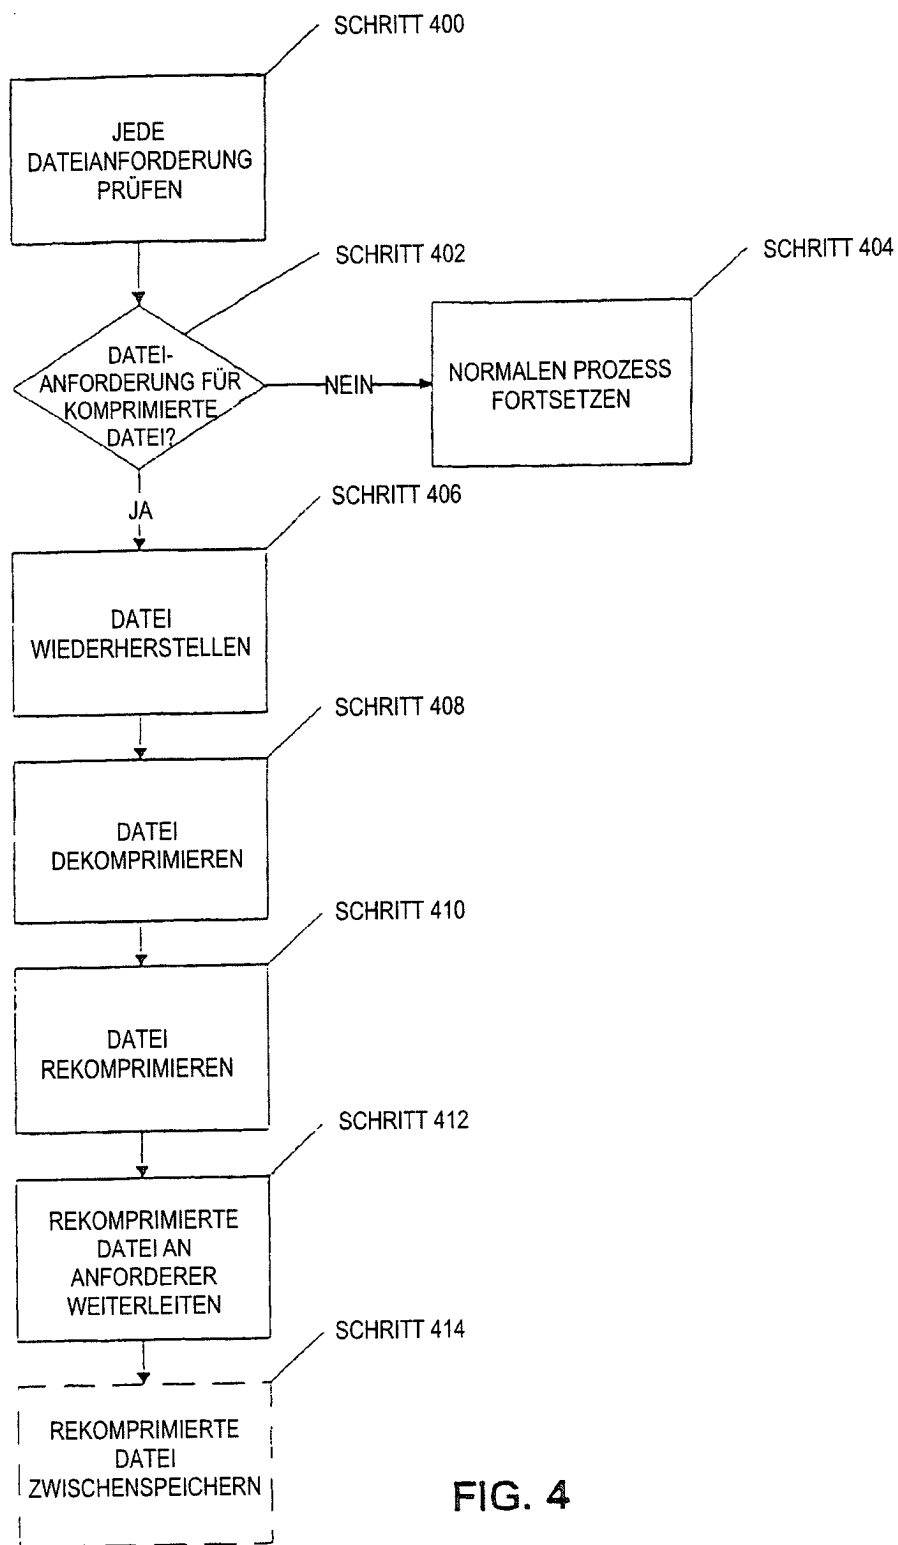 SCHRITT 400
JEDE
DATEIANFORDERUNG
PRÜFEN
SCHRITT 402
DATEI-
ANFORDERUNG FÜR
KOMPRIMIERTE
DATEI?
NEIN
SCHRITT 404
NORMALEN PROZESS
FORTSETZEN
JA
SCHRITT 406
DATEI
WIEDERHERSTELLEN
SCHRITT 408
DATEI
DEKOMPRIMIEREN
SCHRITT 410
DATEI
REKOMPRIMIEREN
SCHRITT 412
REKOMPRIMIERTE
DATEI AN
ANFORDERER
WEITERLEITEN
SCHRITT 414
REKOMPRIMIERTE
DATEI
ZWISCHENSPEICHERN
FIG. 4